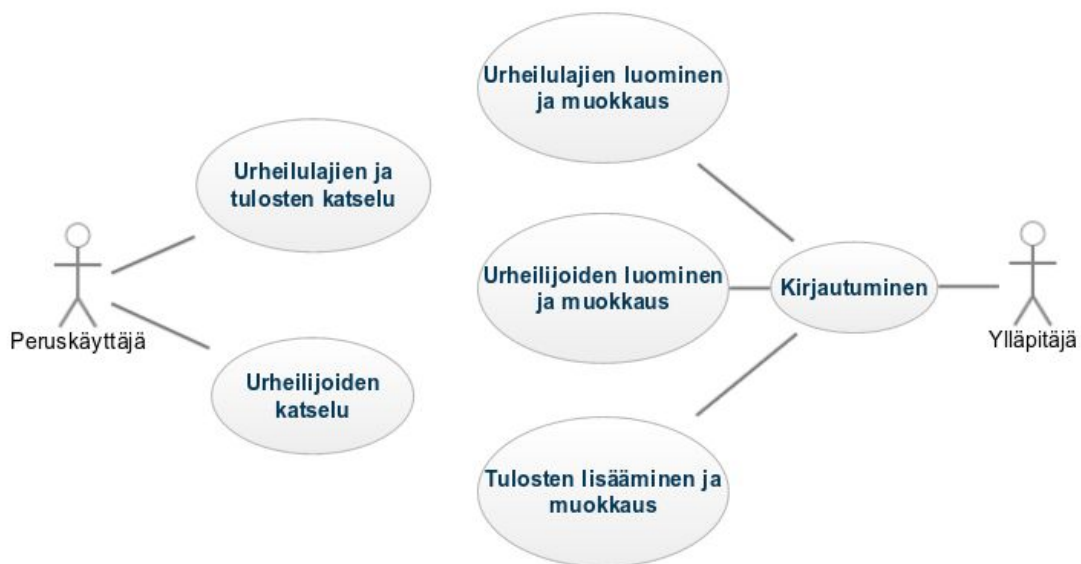 Urheilulajien luominen
ja muokkaus
Urheilulajien ja
tulosten katselu
Peruskäyttäjä
Urheilijoiden
katselu
Urheilijoiden luominen
ja muokkaus
Kirjautuminen
Ylläpitäjä
Tulosten lisääminen ja
muokkaus